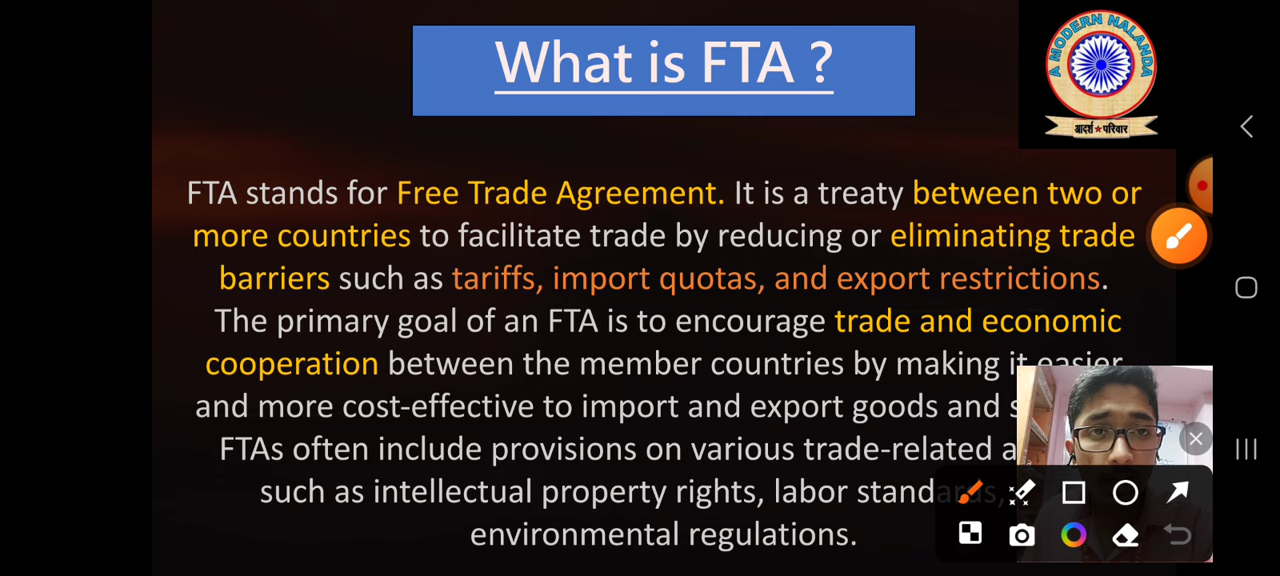 What is FTA ?
A MODERN NALANDA
आदर्श ★ परिवार
FTA stands for Free Trade Agreement. It is a treaty between two or
more countries to facilitate trade by reducing or eliminating trade
barriers such as tariffs, import quotas, and export restrictions.
The primary goal of an FTA is to encourage trade and economic
cooperation between the member countries by making it easier
and more cost-effective to import and export goods and
FTAs often include provisions on various trade-related
such as intellectual property rights, labor standards,
environmental regulations.